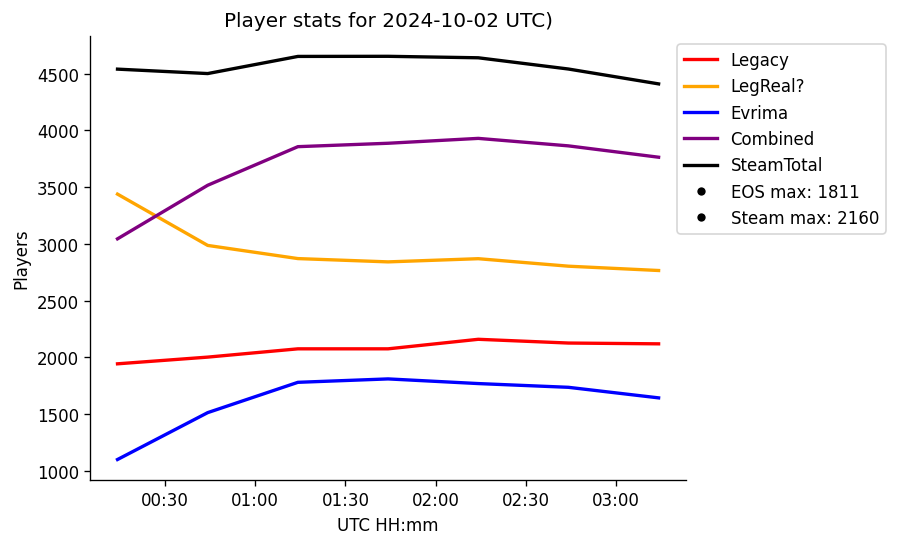 Player stats for 2024-10-02 UTC)
Legacy
LegReal?
Evrima
Combined
SteamTotal
EOS max: 1811
Steam max: 2160
Players
4500
4000
3500
3000
2500
2000
1500
1000
00:30 01:00 01:30 02:00 02:30 03:00
UTC HH:mm